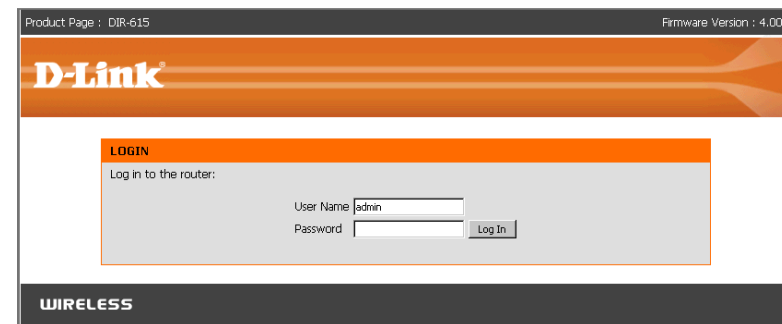 Product Page : DIR-615 Firmware Version : 4.00
D-Link®
LOGIN
Log in to the router:
User Name admin
Password Log In
WIRELESS